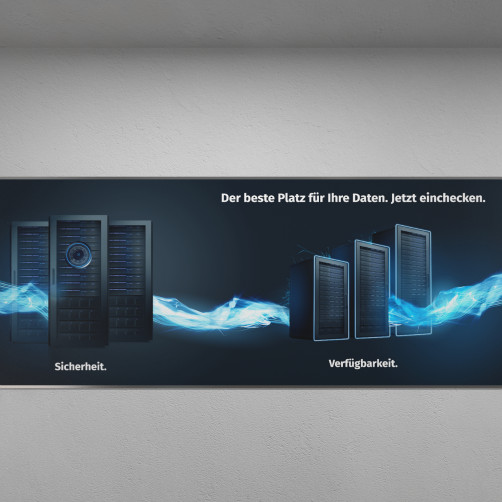 Der beste Platz für Ihre Daten. Jetzt einchecken.
Sicherheit.
Verfügbarkeit.